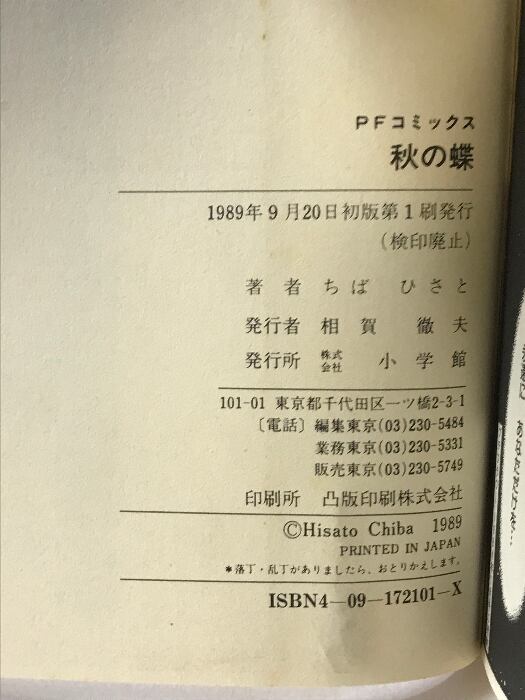 PFコミックス
秋の蝶
1989年9月20日初版第1刷発行
(検印廃止)
著者 ちば ひさと
発行者 相賀 徹夫
発行所 株式会社 小学館
101-01 東京都千代田区一ツ橋2-3-1
〔電話〕編集東京(03)230-5484
業務東京(03)230-5331
販売東京(03)230-5749
印刷所 凸版印刷株式会社
©Hisato Chiba 1989
PRINTED IN JAPAN
*落丁・乱丁がありましたら、おとりかえします。
ISBN4-09-172101-X